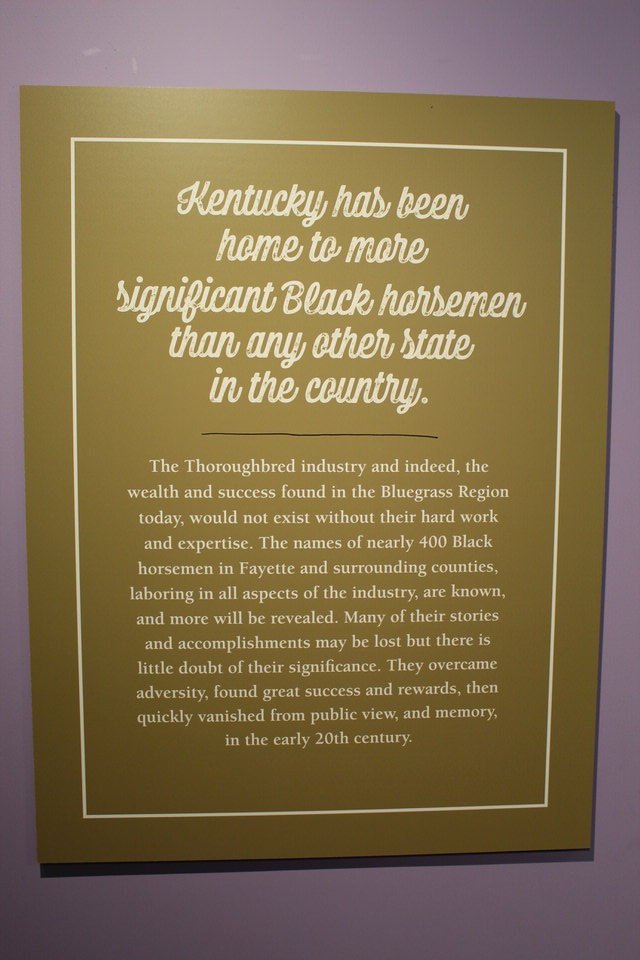 Kentucky has been
home to more
significant Black horsemen
than any other state
in the country.
The Thoroughbred industry and indeed, the
wealth and success found in the Bluegrass Region
today, would not exist without their hard work
and expertise. The names of nearly 400 Black
horsemen in Fayette and surrounding counties,
laboring in all aspects of the industry, are known,
and more will be revealed. Many of their stories
and accomplishments may be lost but there is
little doubt of their significance. They overcame
adversity, found great success and rewards, then
quickly vanished from public view, and memory,
in the early 20th century.